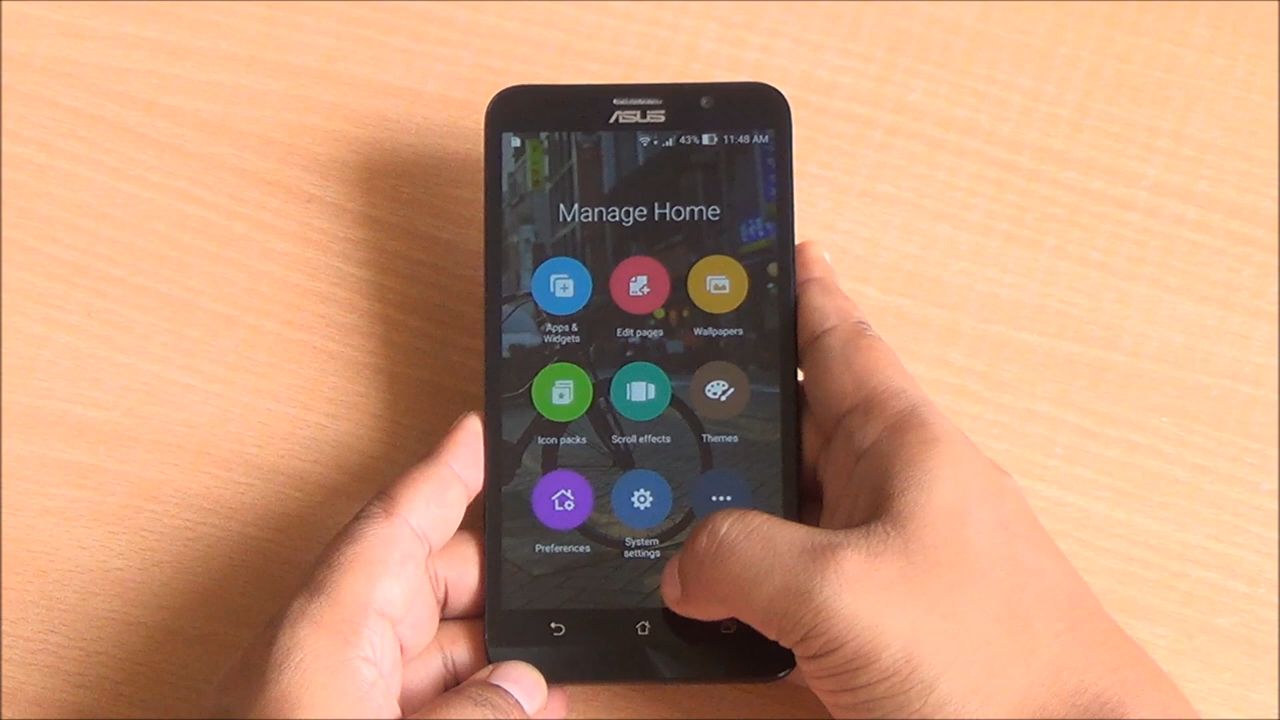 ASUS
43% 11:48 AM
Manage Home
Apps &
Widgets
Edit pages
Wallpapers
Icon packs
Scroll effects
Themes
Preferences
System
settings